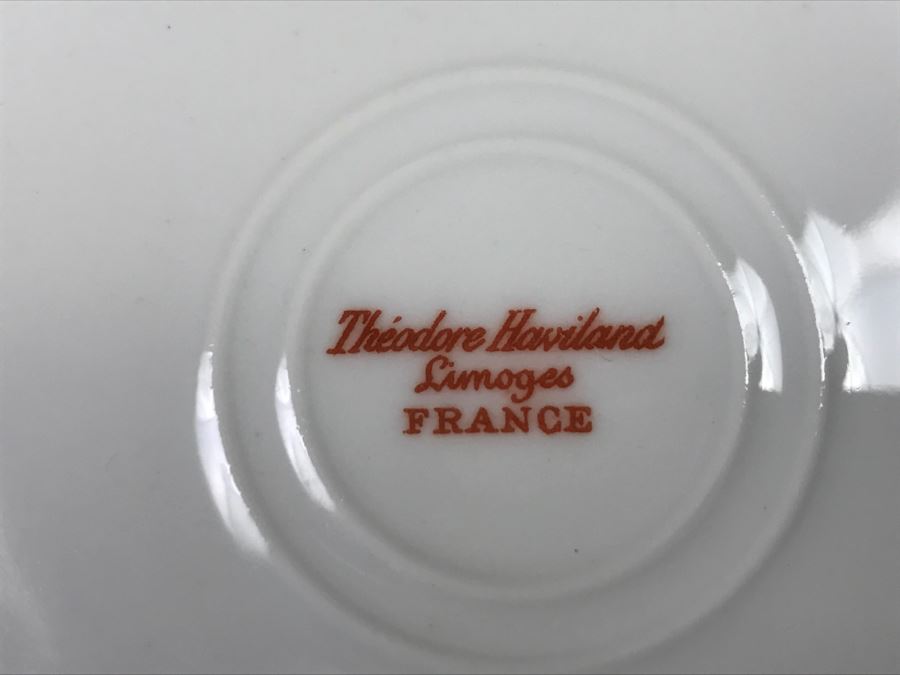 Théodore Haviland
Limoges
FRANCE